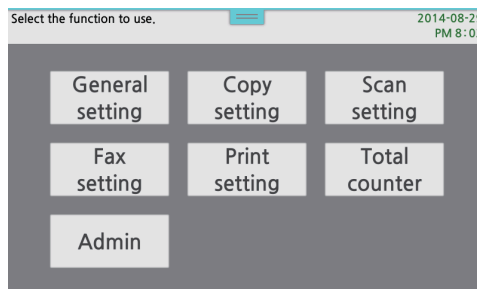 Select the function to use.
2014-08-29
PM 8:0
General setting
Copy setting
Scan setting
Fax setting
Print setting
Total counter
Admin